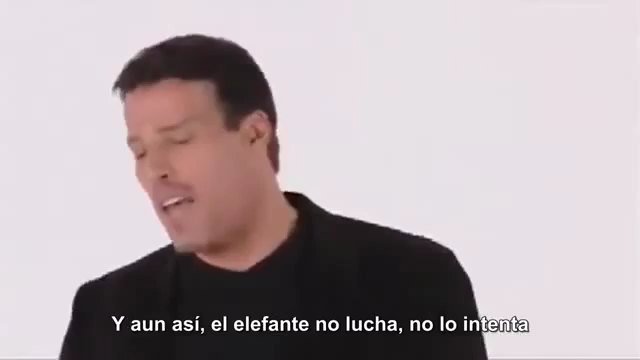 Y aun así, el elefante no lucha, no lo intenta